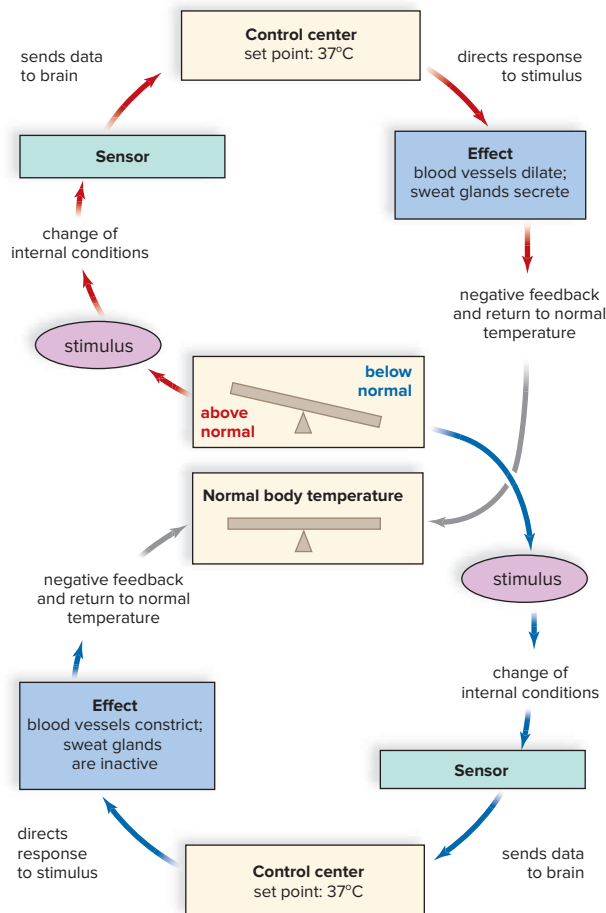 Control center
set point: 37°C
sends data
to brain
directs response
to stimulus
Sensor
Effect
blood vessels dilate;
sweat glands secrete
change of
internal conditions
negative feedback
and return to normal
temperature
stimulus
below
normal
above
normal
Normal body temperature
stimulus
negative feedback
and return to normal
temperature
change of
internal conditions
Effect
blood vessels constrict;
sweat glands
are inactive
Sensor
directs
response
to stimulus
sends data
to brain
Control center
set point: 37°C